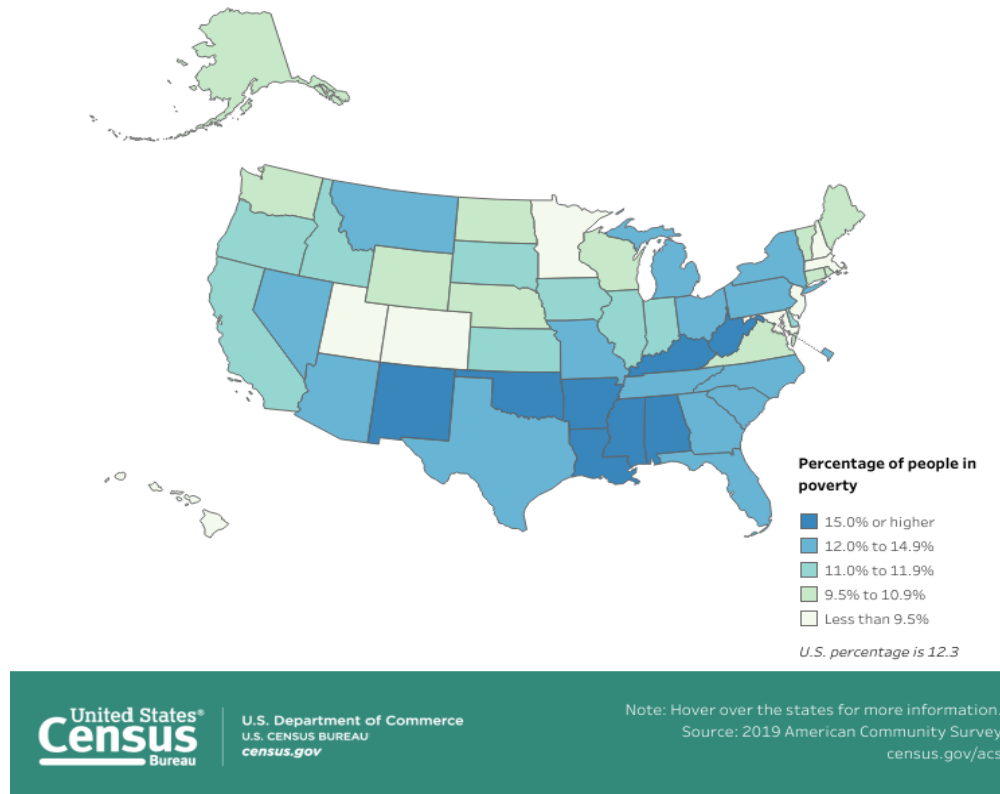 Percentage of people in
poverty
15.0% or higher
12.0% to 14.9%
11.0% to 11.9%
9.5% to 10.9%
Less than 9.5%
U.S. percentage is 12.3
United States®
Census
Bureau
U.S. Department of Commerce
U.S. CENSUS BUREAU
census.gov
Note: Hover over the states for more information.
Source: 2019 American Community Survey
census.gov/acs